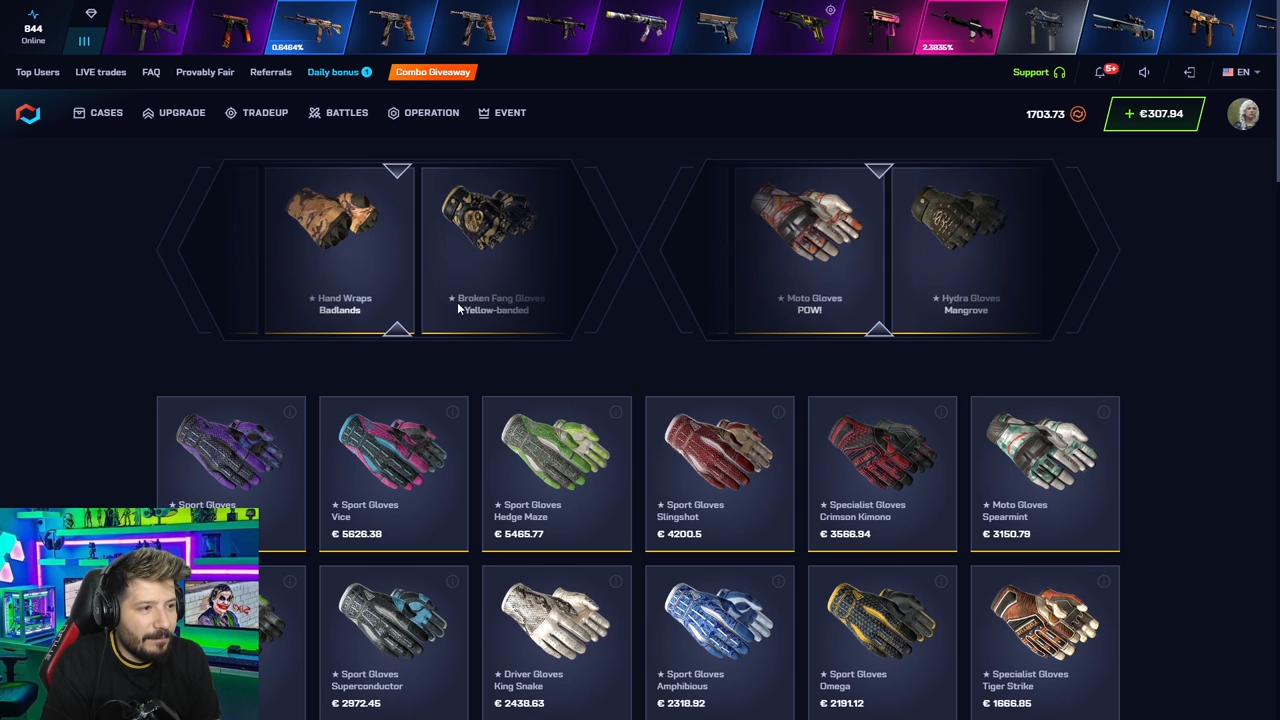 844
Online
0.6464%
2.3835%
Top Users
LIVE trades
FAQ
Provably Fair
Referrals
Daily bonus 1
Combo Giveaway
Support
5+
EN
CASES
UPGRADE
TRADEUP
BATTLES
OPERATION
EVENT
1703.73
+ €307.94
★ Hand Wraps
Badlands
★ Broken Fang Gloves
Yellow-banded
★ Moto Gloves
POW!
★ Hydra Gloves
Mangrove
★ Sport Gloves
★ Sport Gloves
Vice
€ 5626.38
★ Sport Gloves
Hedge Maze
€ 5465.77
★ Sport Gloves
Slingshot
€ 4200.5
★ Specialist Gloves
Crimson Kimono
€ 3566.94
★ Moto Gloves
Spearmint
€ 3150.79
★ Sport Gloves
Superconductor
€ 2972.45
★ Driver Gloves
King Snake
€ 2438.63
★ Sport Gloves
Amphibious
€ 2318.92
★ Sport Gloves
Omega
€ 2191.12
★ Specialist Gloves
Tiger Strike
€ 1666.85